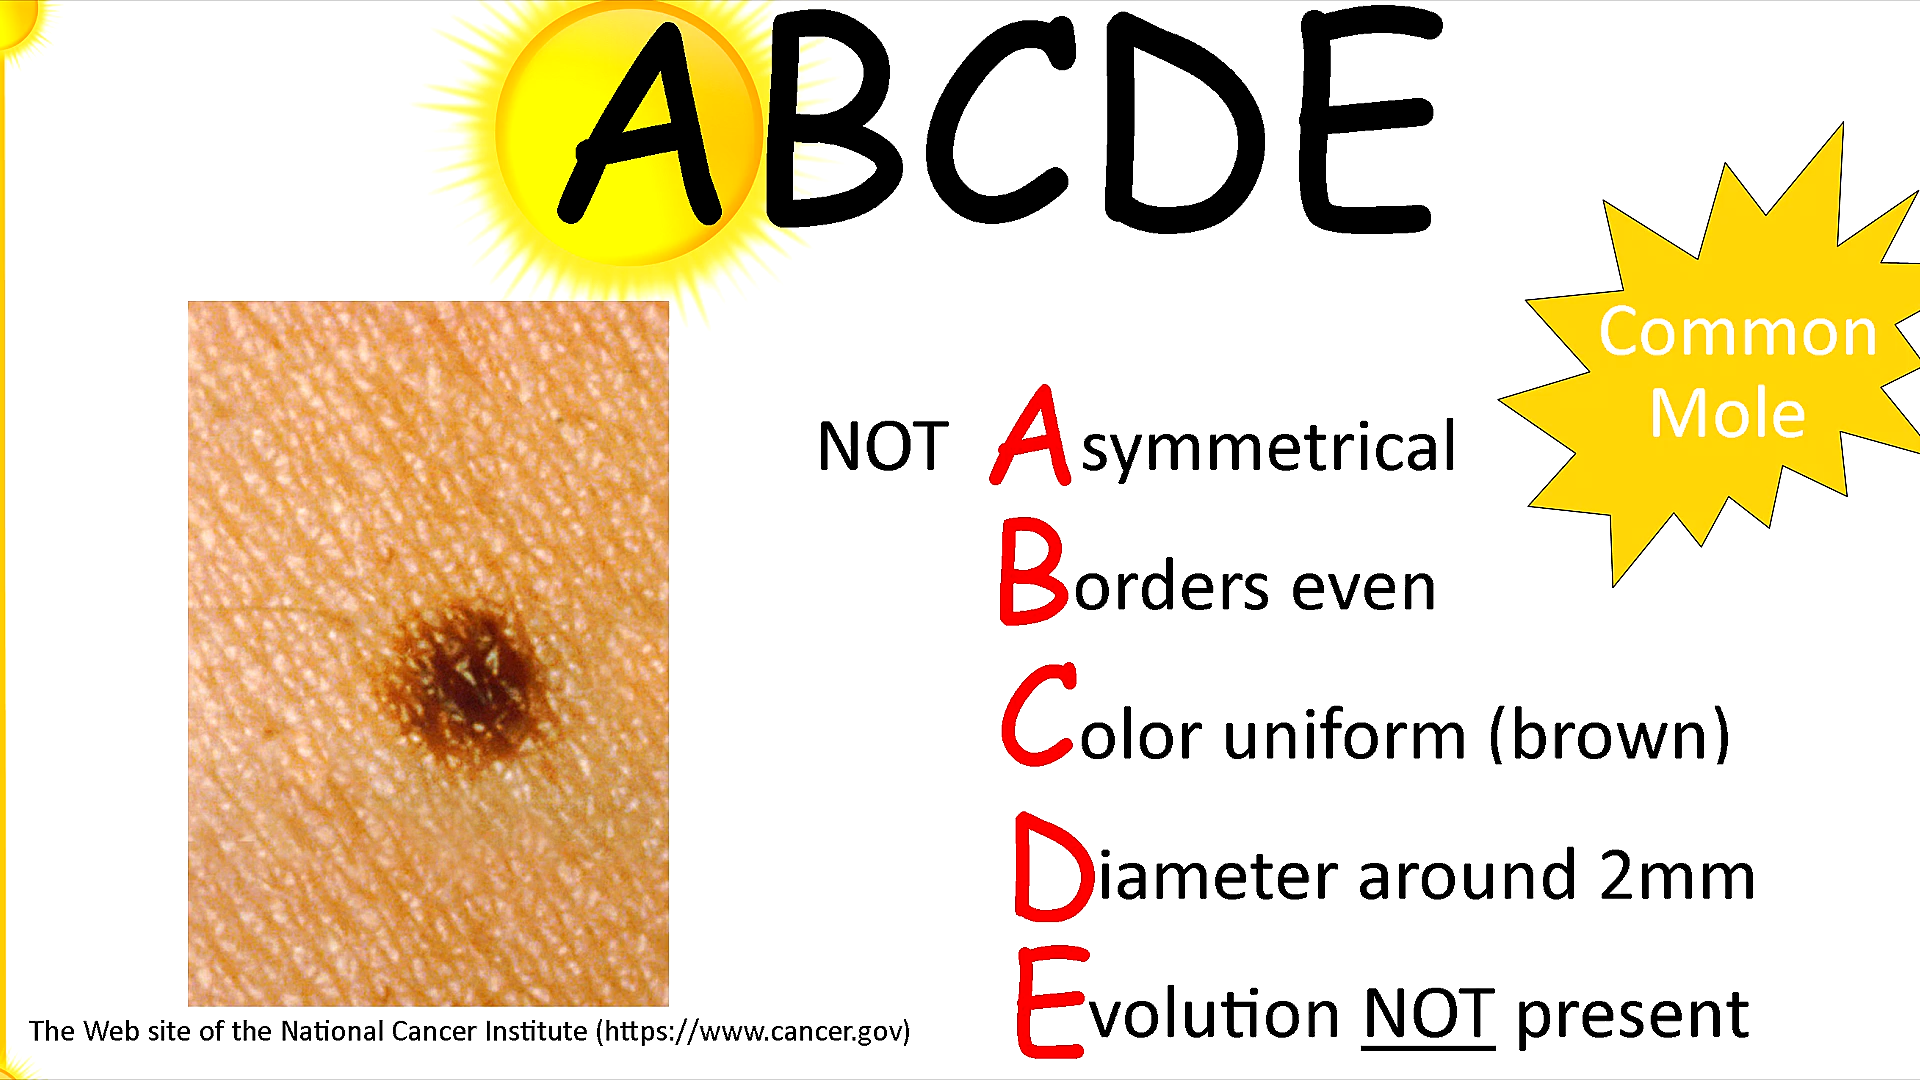 ABCDE
Common
Mole
NOT Asymmetrical
Borders even
Color uniform (brown)
Diameter around 2mm
Evolution NOT present
The Web site of the National Cancer Institute (https://www.cancer.gov)